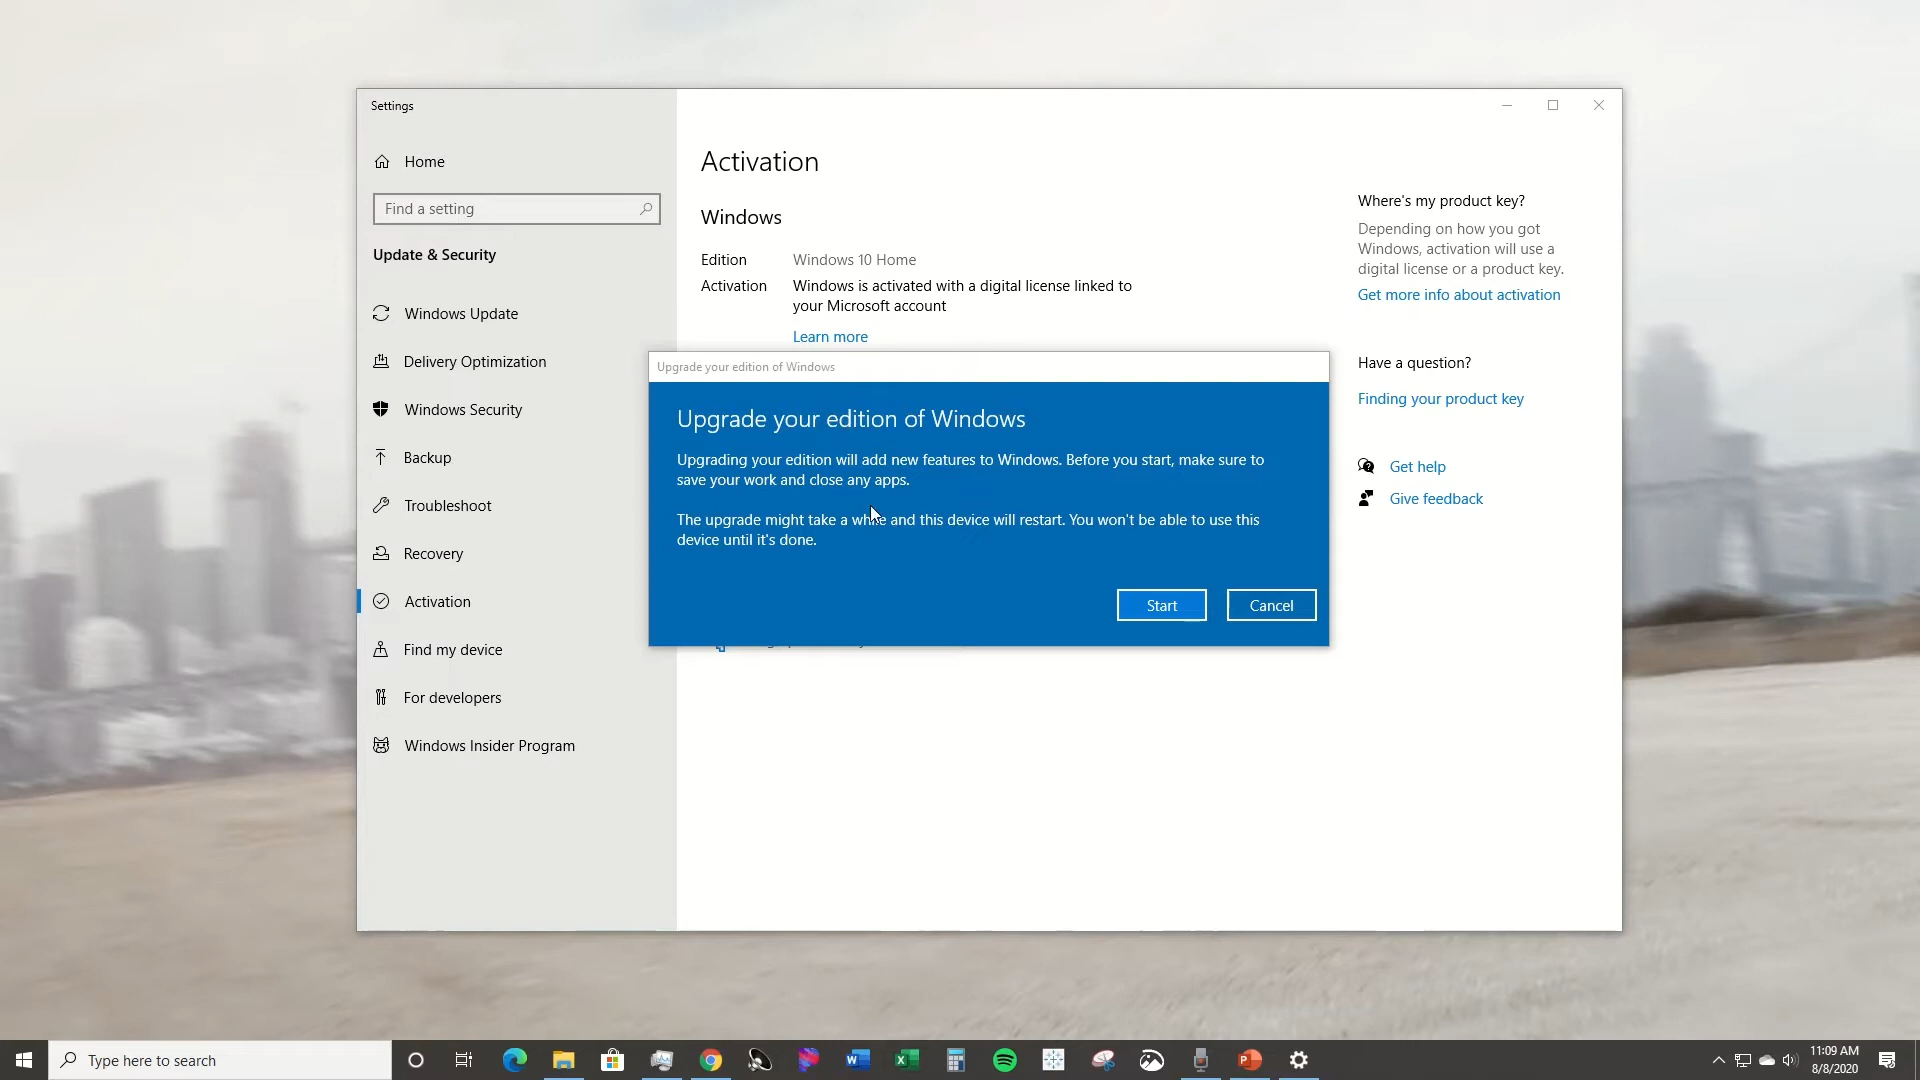 Settings
Home
Find a setting
Update & Security
Windows Update
Delivery Optimization
Windows Security
Backup
Troubleshoot
Recovery
Activation
Find my device
For developers
Windows Insider Program
Activation
Windows
Edition Windows 10 Home
Activation Windows is activated with a digital license linked to
your Microsoft account
Learn more
Upgrade your edition of Windows
Upgrade your edition of Windows
Upgrading your edition will add new features to Windows. Before you start, make sure to
save your work and close any apps.
The upgrade might take a while and this device will restart. You won't be able to use this
device until it's done.
Start Cancel
Where's my product key?
Depending on how you got
Windows, activation will use a
digital license or a product key.
Get more info about activation
Have a question?
Finding your product key
Get help
Give feedback
Type here to search
11:09 AM
8/8/2020